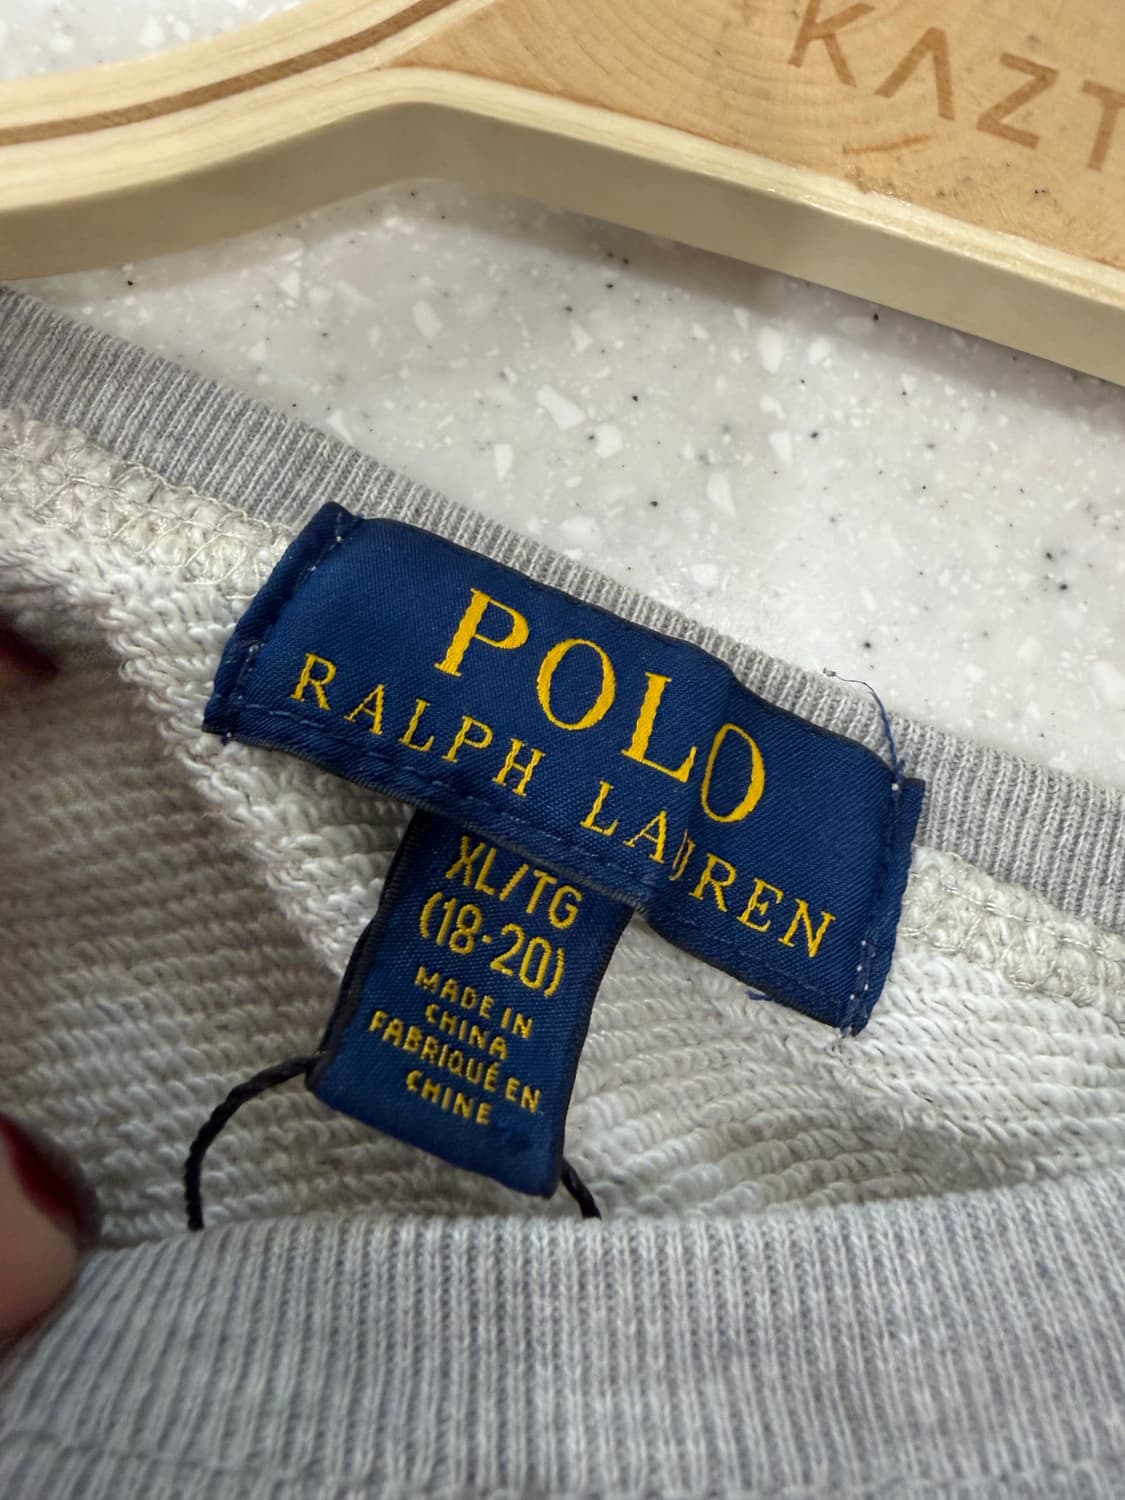 KAZT
POLO
RALPH LAUREN
XL/TG
(18-20)
MADE IN
CHINA
FABRIQUÉ EN
CHINE